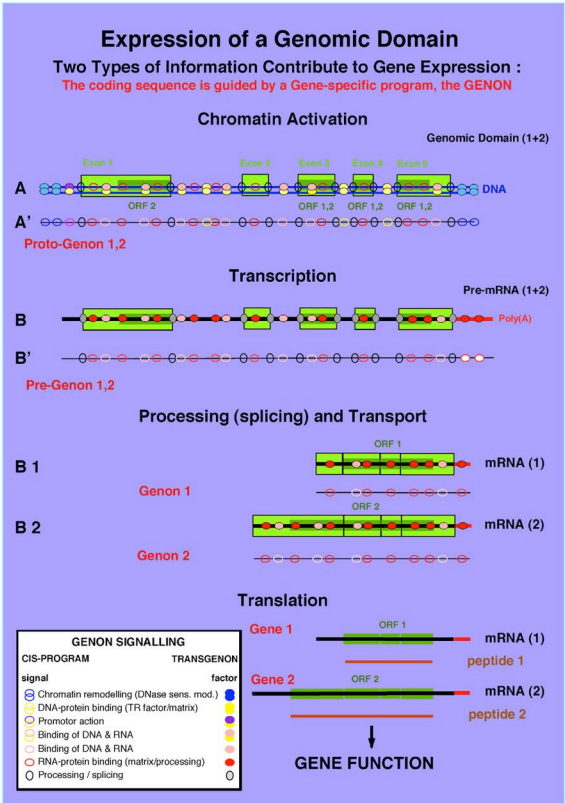 Expression of a Genomic Domain
Two Types of Information Contribute to Gene Expression :
The coding sequence is guided by a Gene-specific program, the GENON
Chromatin Activation
Genomic Domain (1+2)
Exon 1 Exon 2 Exon 3 Exon 4 Exon 5
A DNA
ORF 2 ORF 1,2 ORF 1,2 ORF 1,2
A'
Proto-Genon 1,2
Transcription
Pre-mRNA (1+2)
B Poly(A)
B'
Pre-Genon 1,2
Processing (splicing) and Transport
ORF 1
B 1 mRNA (1)
Genon 1
ORF 2
B 2 mRNA (2)
Genon 2
Translation
Gene 1 ORF 1
mRNA (1)
peptide 1
Gene 2 ORF 2
mRNA (2)
peptide 2
GENE FUNCTION
GENON SIGNALLING
CIS-PROGRAM TRANSGENON
signal factor
Chromatin remodelling (DNase sens. mod.)
DNA-protein binding (TR factor/matrix)
Promotor action
Binding of DNA & RNA
Binding of DNA & RNA
RNA-protein binding (matrix/processing)
Processing / splicing